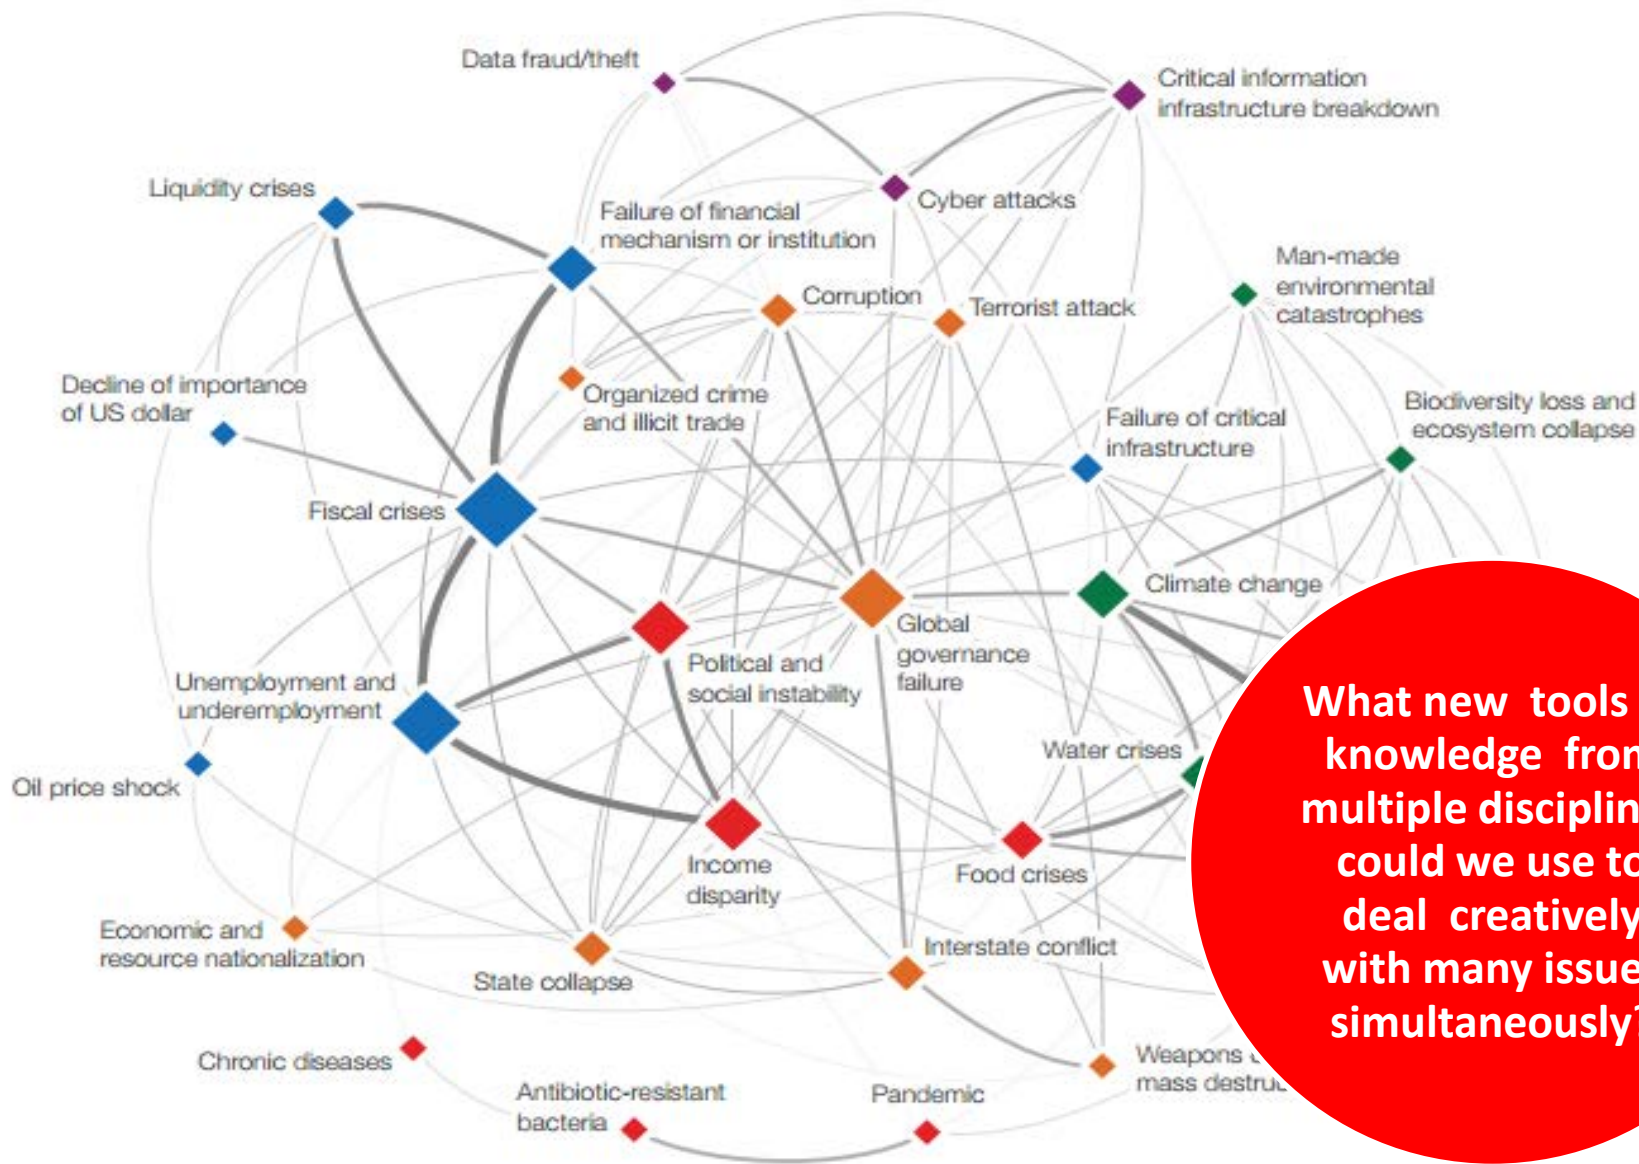 Data fraud/theft
Critical information
infrastructure breakdown
Liquidity crises
Cyber attacks
Failure of financial
mechanism or institution
Man-made
environmental
catastrophes
Corruption
Terrorist attack
Decline of importance
of US dollar
Organized crime
and illicit trade
Failure of critical
infrastructure
Biodiversity loss and
ecosystem collapse
Fiscal crises
Climate change
Global
governance
failure
Political and
social instability
Unemployment and
underemployment
Water crises
Oil price shock
Income
disparity
Food crises
Economic and
resource nationalization
State collapse
Interstate conflict
Chronic diseases
Antibiotic-resistant
bacteria
Pandemic
Weapons
mass
What new tools
knowledge
multiple
could we use to
deal creatively
with many
simultaneously?